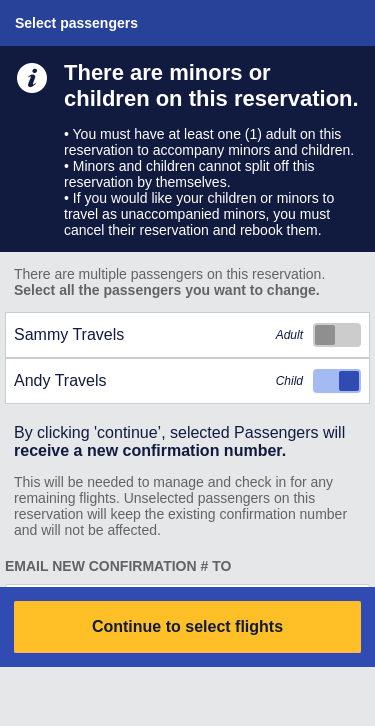 Select passengers
There are minors or
children on this reservation.
• You must have at least one (1) adult on this
reservation to accompany minors and children.
• Minors and children cannot split off this
reservation by themselves.
• If you would like your children or minors to
travel as unaccompanied minors, you must
cancel their reservation and rebook them.
There are multiple passengers on this reservation.
Select all the passengers you want to change.
Sammy Travels Adult
Andy Travels Child
By clicking 'continue', selected Passengers will
receive a new confirmation number.
This will be needed to manage and check in for any
remaining flights. Unselected passengers on this
reservation will keep the existing confirmation number
and will not be affected.
EMAIL NEW CONFIRMATION # TO
Continue to select flights